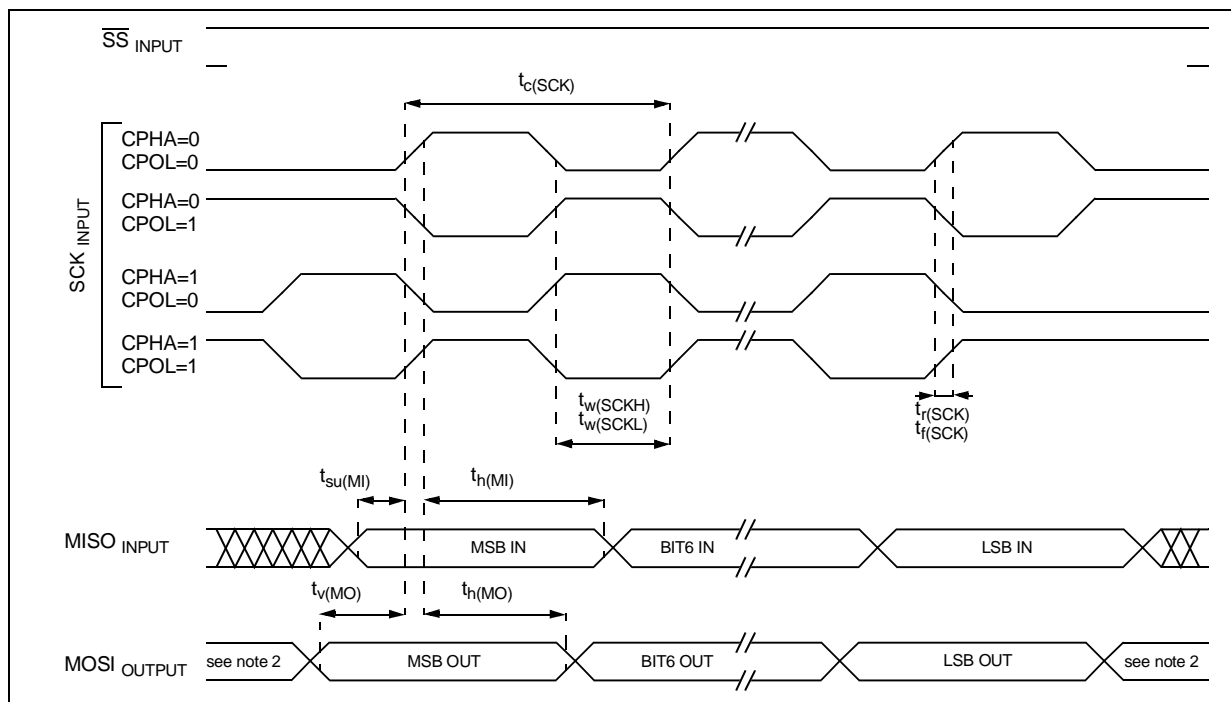 SS INPUT
tc(SCK)
SCK INPUT
CPHA=0
CPOL=0
CPHA=0
CPOL=1
CPHA=1
CPOL=0
CPHA=1
CPOL=1
tw(SCKH)
tw(SCKL)
tr(SCK)
tf(SCK)
tsu(MI)
th(MI)
MISO INPUT
MSB IN
BIT6 IN
LSB IN
tv(MO)
th(MO)
MOSI OUTPUT
see note 2
MSB OUT
BIT6 OUT
LSB OUT
see note 2